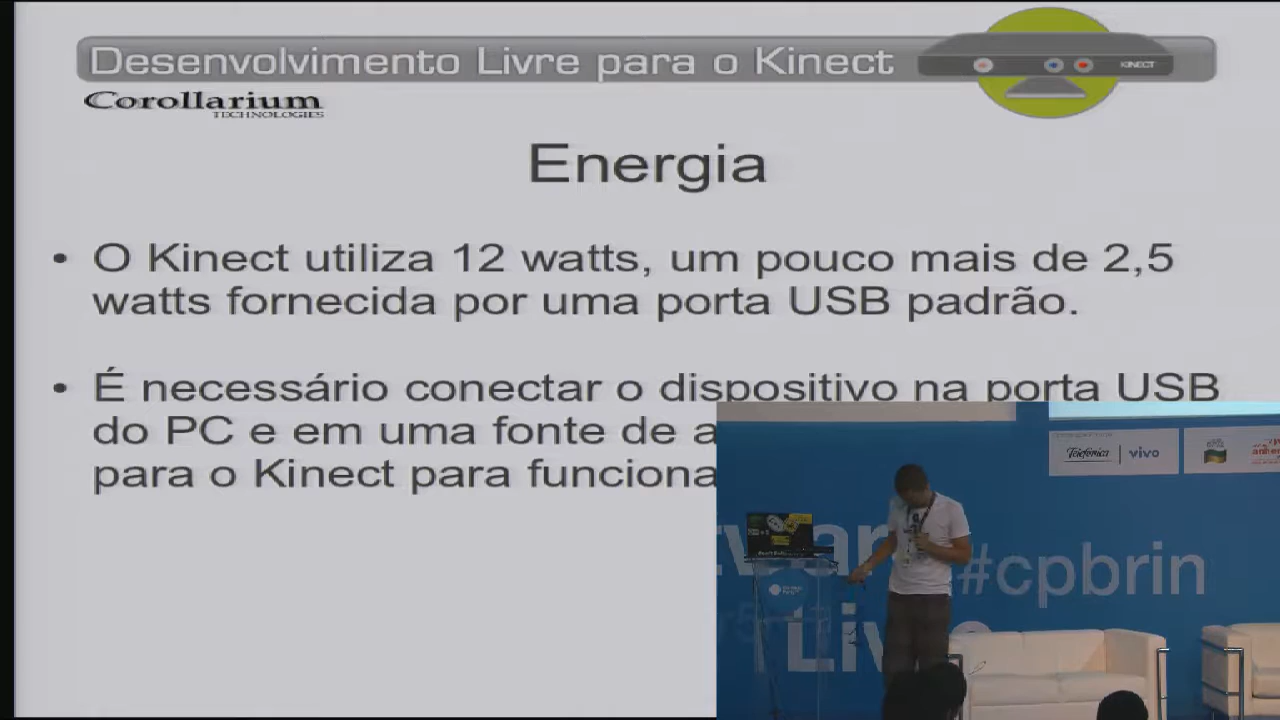 Desenvolvimento Livre para o Kinect
KINECT
Corollarium
TECHNOLOGIES
Energia
• O Kinect utiliza 12 watts, um pouco mais de 2,5
watts fornecida por uma porta USB padrão.
• É necessário conectar o dispositivo na porta USB
do PC e em uma fonte de a
para o Kinect para funciona
Telefónica vivo
#cpbrin
Liv